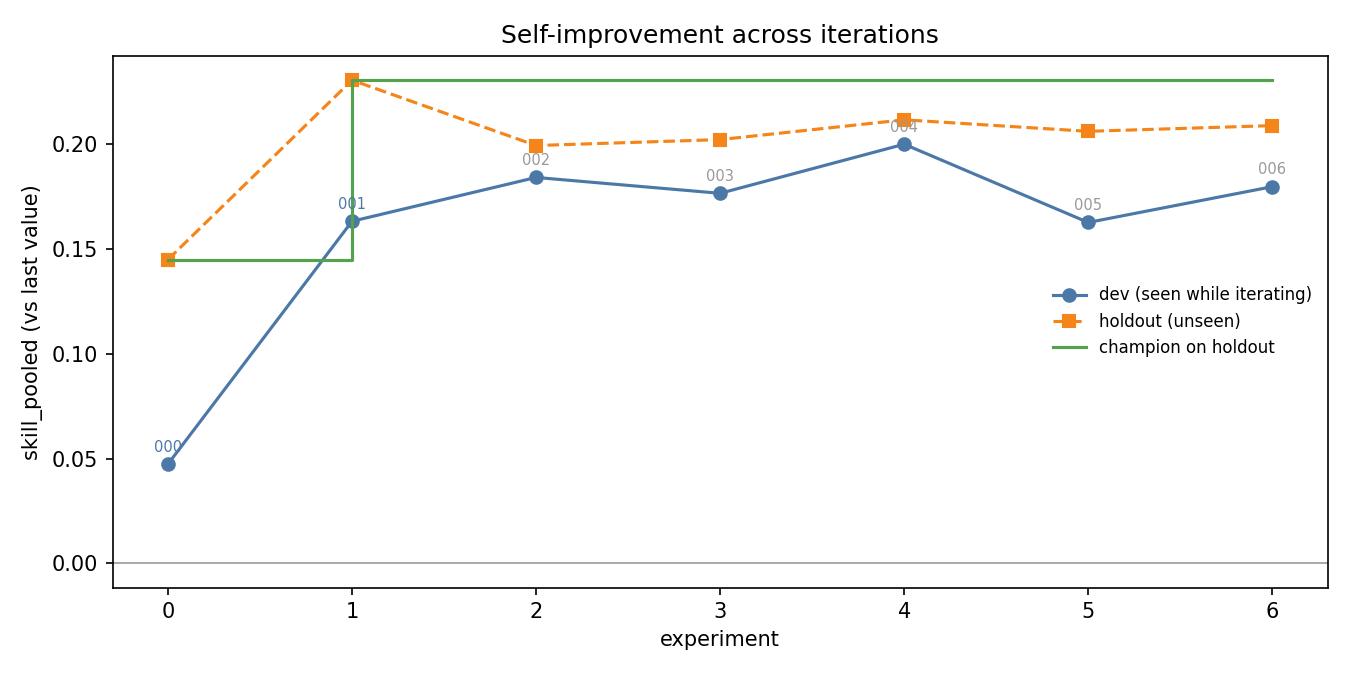 Self-improvement across iterations
skill_pooled (vs last value)
0.20
0.15
0.10
0.05
0.00
000
001
002
003
004
005
006
dev (seen while iterating)
holdout (unseen)
champion on holdout
0 1 2 3 4 5 6
experiment